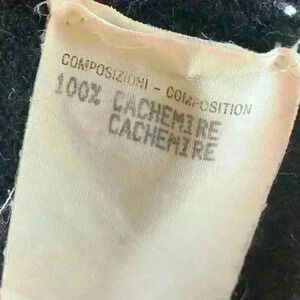 COMPOSIZIONI - COMPOSITION
100% CACHEMIRE
CACHEMIRE